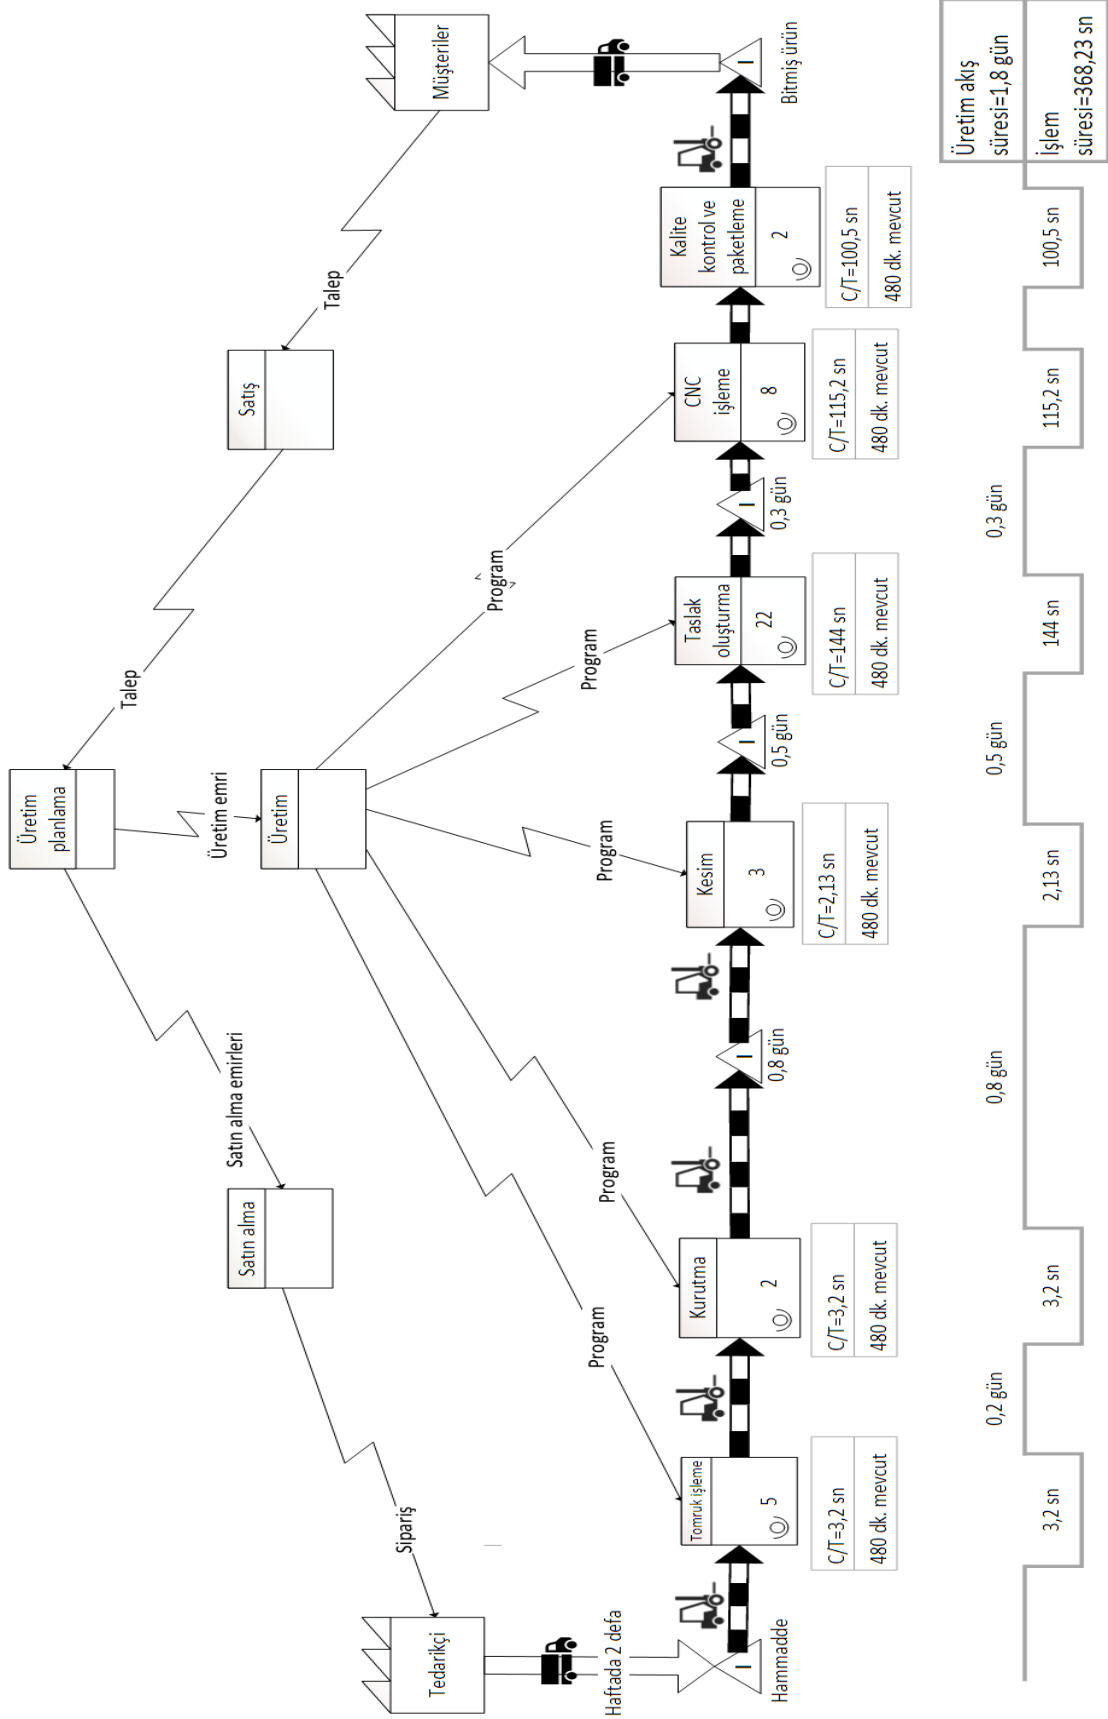 Üretim
planlama
Talep
Satın alma emirleri
Üretim emri
Satın alma
Üretim
Satış
Talep
Sipariş
Tedarikçi
Müşteriler
Program
Program
Program
Program
Program
Haftada 2 defa
Hammadde
Tomruk işleme
5
C/T=3,2 sn
480 dk. mevcut
Kurutma
2
C/T=3,2 sn
480 dk. mevcut
I
0,8 gün
Kesim
3
C/T=2,13 sn
480 dk. mevcut
I
0,5 gün
Taslak
oluşturma
22
C/T=144 sn
480 dk. mevcut
I
0,3 gün
CNC
işleme
8
C/T=115,2 sn
480 dk. mevcut
Kalite
kontrol ve
paketleme
2
C/T=100,5 sn
480 dk. mevcut
I
Bitmiş ürün
I
0,2 gün
0,8 gün
0,5 gün
0,3 gün
Üretim akış
süresi=1,8 gün
3,2 sn
3,2 sn
2,13 sn
144 sn
115,2 sn
100,5 sn
İşlem
süresi=368,23 sn